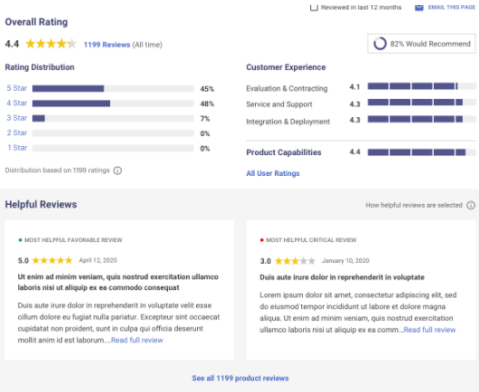 Reviewed in last 12 months
EMAIL THIS PAGE
Overall Rating
4.4
1199 Reviews (All time)
82% Would Recommend
Rating Distribution
5 Star
45%
4 Star
48%
3 Star
7%
2 Star
0%
1 Star
0%
Distribution based on 1199 ratings
Customer Experience
Evaluation & Contracting
4.1
Service and Support
4.3
Integration & Deployment
4.3
Product Capabilities
4.4
All User Ratings
Helpful Reviews
How helpful reviews are selected
MOST HELPFUL FAVORABLE REVIEW
5.0
April 12, 2020
Ut enim ad minim veniam, quis nostrud exercitation ullamco
laboris nisi ut aliquip ex ea commodo consequat
Duis aute irure dolor in reprehenderit in voluptate velit esse
cillum dolore eu fugiat nulla pariatur. Excepteur sint occaecat
cupidatat non proident, sunt in culpa qui officia deserunt
mollit anim id est laborum...Read full review
MOST HELPFUL CRITICAL REVIEW
3.0
January 10, 2020
Duis aute irure dolor in reprehenderit in voluptate
Lorem ipsum dolor sit amet, consectetur adipiscing elit, sed
do eiusmod tempor incididunt ut labore et dolore magna
aliqua. Ut enim ad minim veniam, quis nostrud exercitation
ullamco laboris nisi ut aliquip ex ea comm...Read full review
See all 1199 product reviews